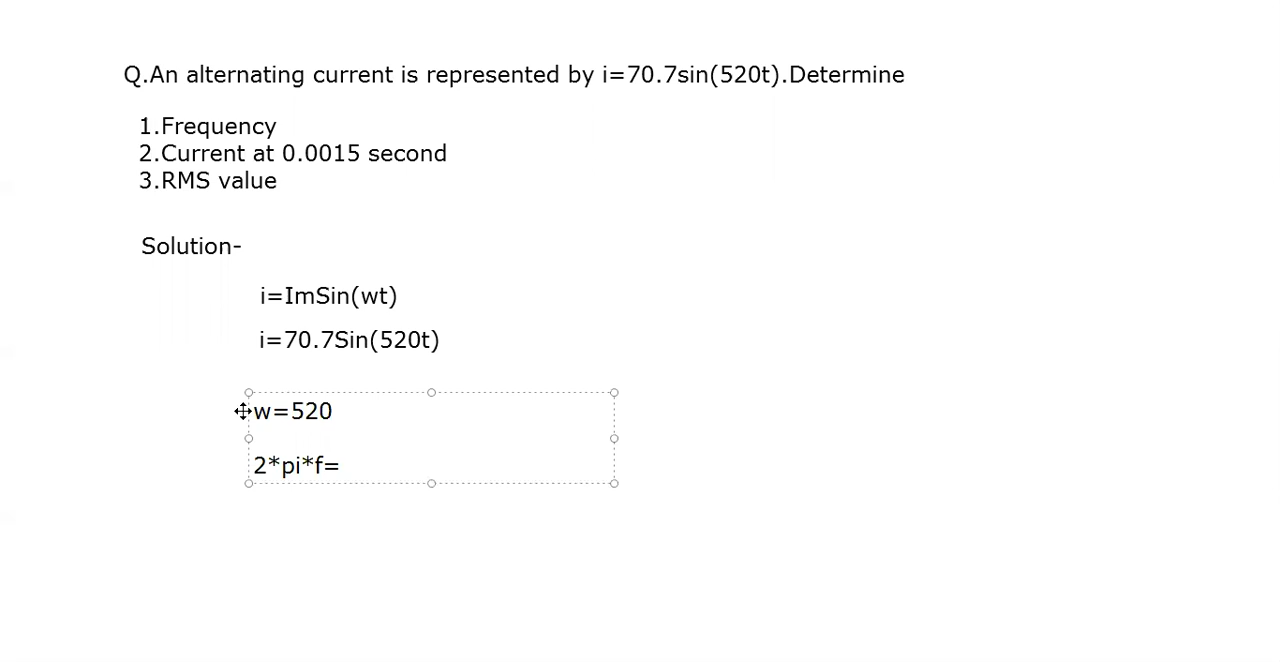 Q.An alternating current is represented by i=70.7sin(520t).Determine
1.Frequency
2.Current at 0.0015 second
3.RMS value
Solution-
i=ImSin(wt)
i=70.7Sin(520t)
w=520
2*pi*f=